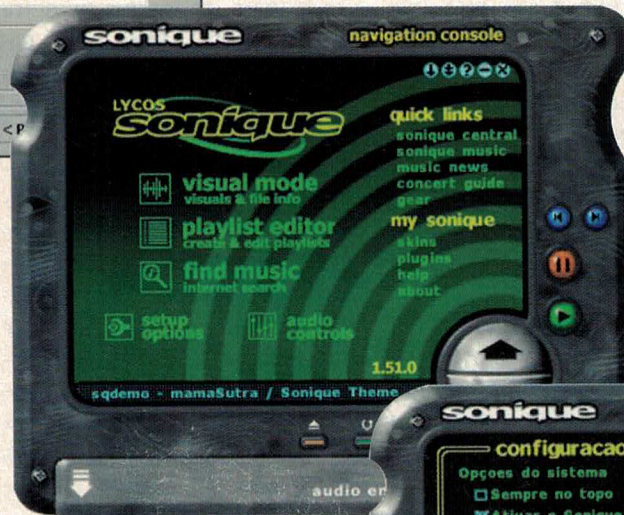 sonique navigation console
LYCOS
sonique
visual mode
visuals & file info
playlist editor
create & edit playlists
find music
internet search
setup options
audio controls
quick links
sonique central
sonique music
music news
concert guide
gear
my sonique
skins
plugins
help
about
1.51.0
sqdemo - mamaSutra / Sonique Theme
audio en
sonique
configuracao
Opçoes do sistema
Sempre no topo
Ativar o Sonique